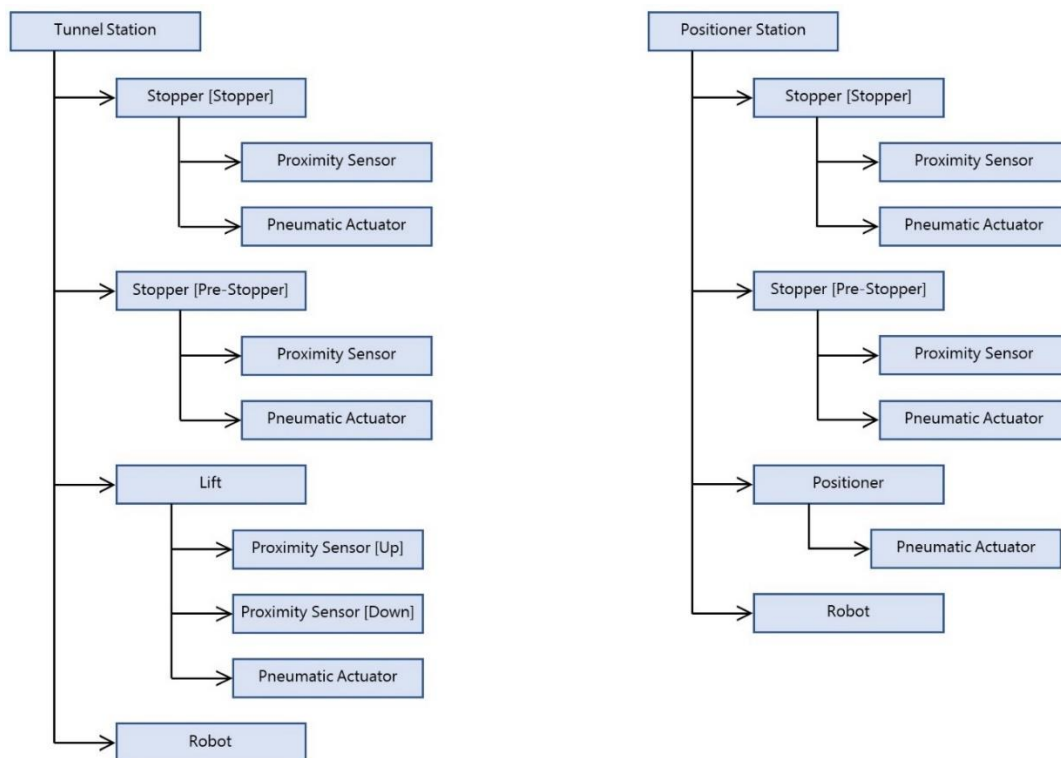 Tunnel Station
Stopper [Stopper]
Proximity Sensor
Pneumatic Actuator
Stopper [Pre-Stopper]
Proximity Sensor
Pneumatic Actuator
Lift
Proximity Sensor [Up]
Proximity Sensor [Down]
Pneumatic Actuator
Robot
Positioner Station
Stopper [Stopper]
Proximity Sensor
Pneumatic Actuator
Stopper [Pre-Stopper]
Proximity Sensor
Pneumatic Actuator
Positioner
Pneumatic Actuator
Robot